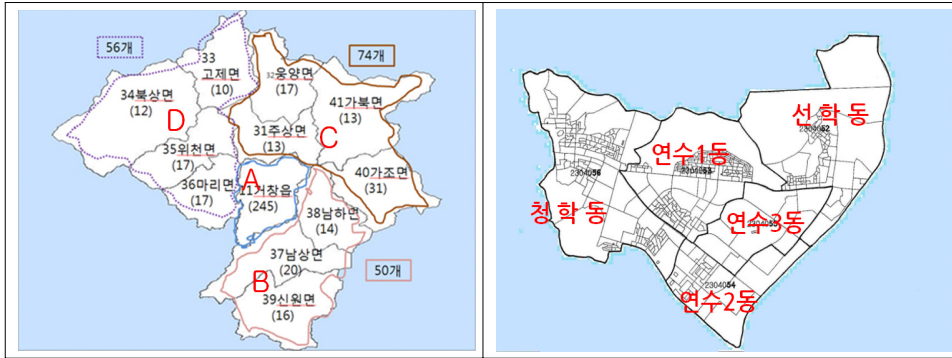 56개
74개
33
고제면
(10)
32웅양면
(17)
34북상면
(12)
41가북면
(13)
D
31주상면
(13)
C
35위천면
(17)
A
11거창읍
(245)
40가조면
(31)
36마리면
(17)
38남하면
(14)
37남상면
(20)
B
50개
39신원면
(16)
선 학 동
2304052
연수1동
2304053
2304056
청 학 동
연수3동
2304055
2304054
연수2동